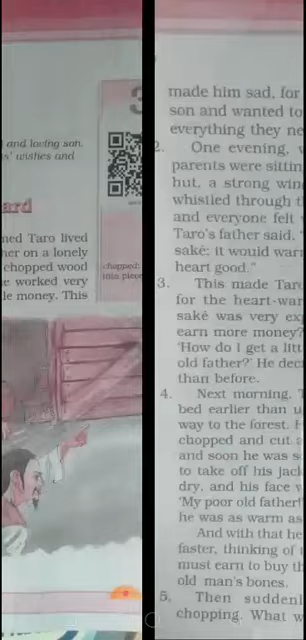 and loving son.
s' wishes and
ard
med Taro lived
her on a lonely
chopped wood
e worked very
le money. This
chopped:
into piec
made him sad, for
son and wanted to
everything they ne
2. One evening,
parents were sittin
hut, a strong win
whistled through t
and everyone felt
Taro's father said, "
saké; it would war
heart good."
3. This made Taro
for the heart-war
saké was very ex
earn more money?
'How do I get a litt
old father?' He dec
than before.
4. Next morning, T
bed earlier than u
way to the forest. H
chopped and cut
and soon he was s
to take off his jack
dry, and his face
'My poor old father!'
he was as warm as
And with that he
faster, thinking of
must earn to buy th
old man's bones.
5. Then suddenl
chopping. What w